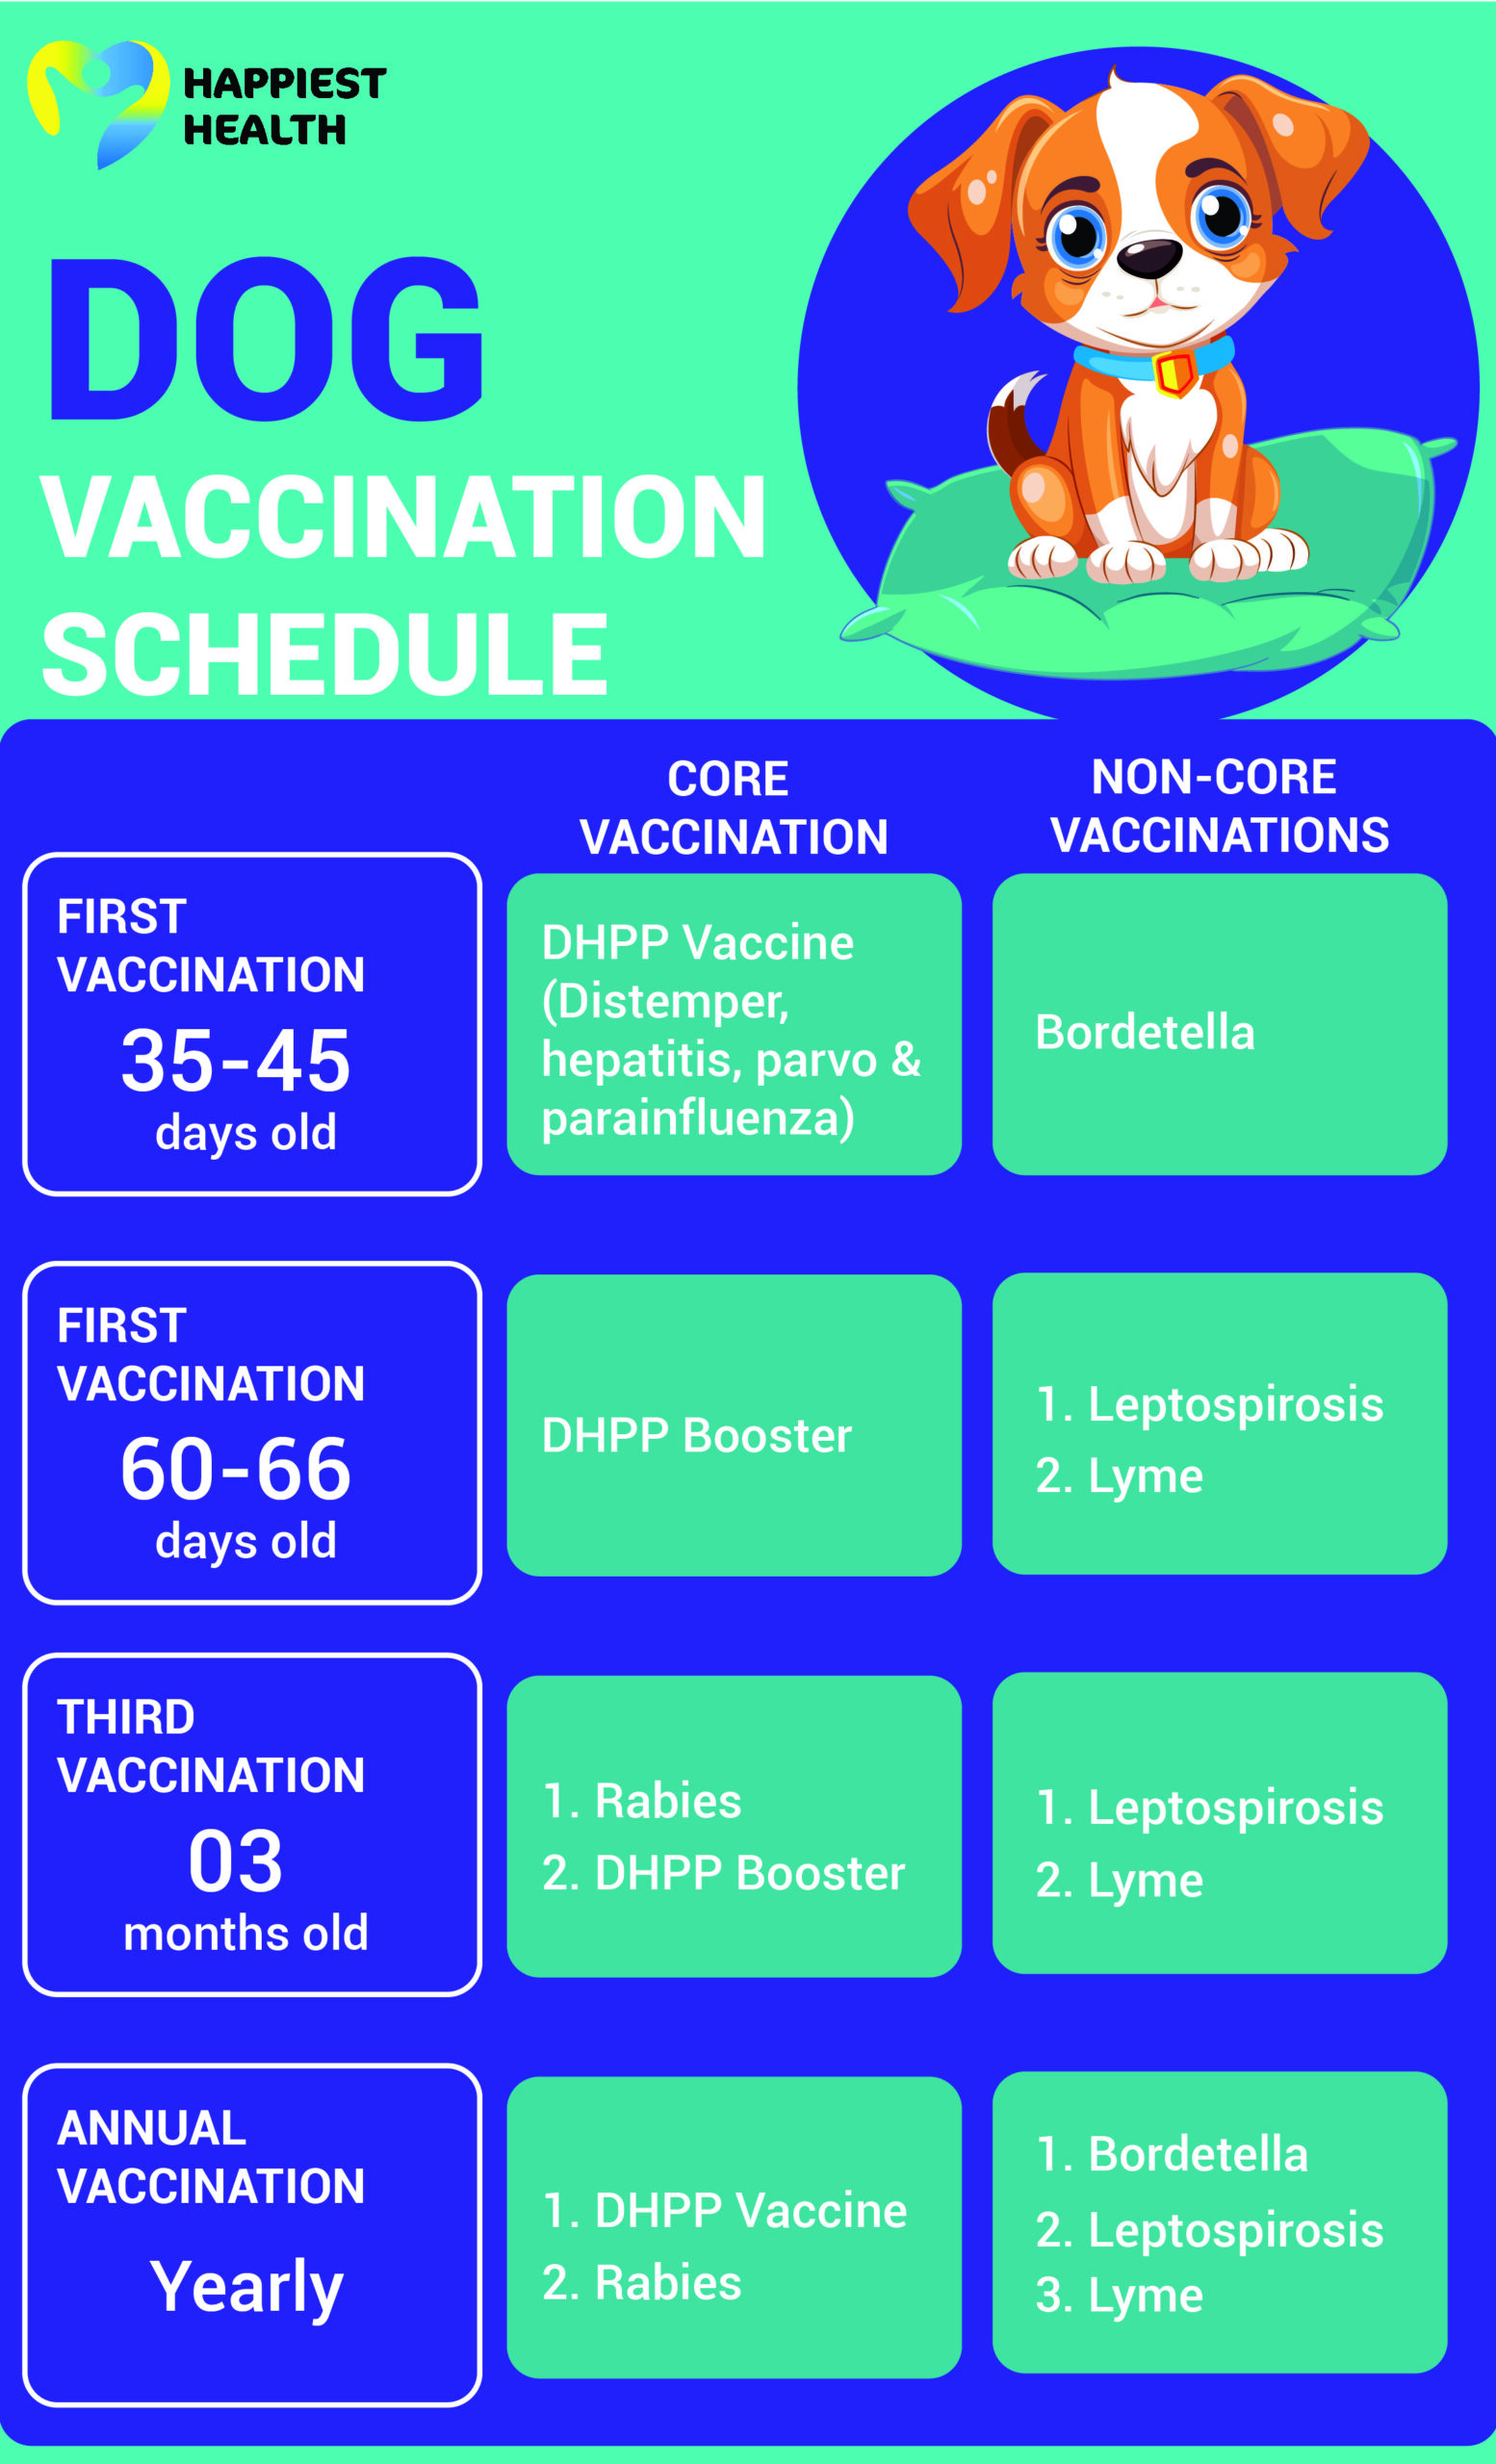 HAPPIEST
HEALTH
DOG
VACCINATION
SCHEDULE
CORE
VACCINATION
NON-CORE
VACCINATIONS
FIRST
VACCINATION
35-45
days old
DHPP Vaccine
(Distemper,
hepatitis, parvo &
parainfluenza)
Bordetella
FIRST
VACCINATION
60-66
days old
DHPP Booster
1. Leptospirosis
2. Lyme
THIRD
VACCINATION
03
months old
1. Rabies
2. DHPP Booster
1. Leptospirosis
2. Lyme
ANNUAL
VACCINATION
Yearly
1. DHPP Vaccine
2. Rabies
1. Bordetella
2. Leptospirosis
3. Lyme